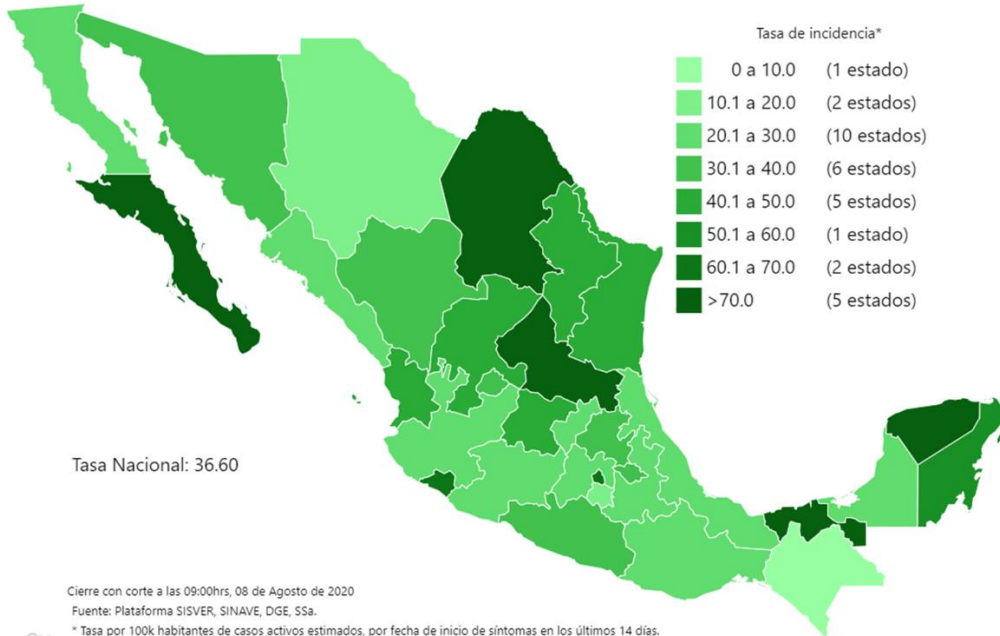 Tasa de incidencia*
0 a 10.0 (1 estado)
10.1 a 20.0 (2 estados)
20.1 a 30.0 (10 estados)
30.1 a 40.0 (6 estados)
40.1 a 50.0 (5 estados)
50.1 a 60.0 (1 estado)
60.1 a 70.0 (2 estados)
>70.0 (5 estados)
Tasa Nacional: 36.60
Cierre con corte a las 09:00hrs, 08 de Agosto de 2020
Fuente: Plataforma SISVER, SINAVE, DGE, SSa.
* Tasa por 100k habitantes de casos activos estimados, por fecha de inicio de síntomas en los últimos 14 días.